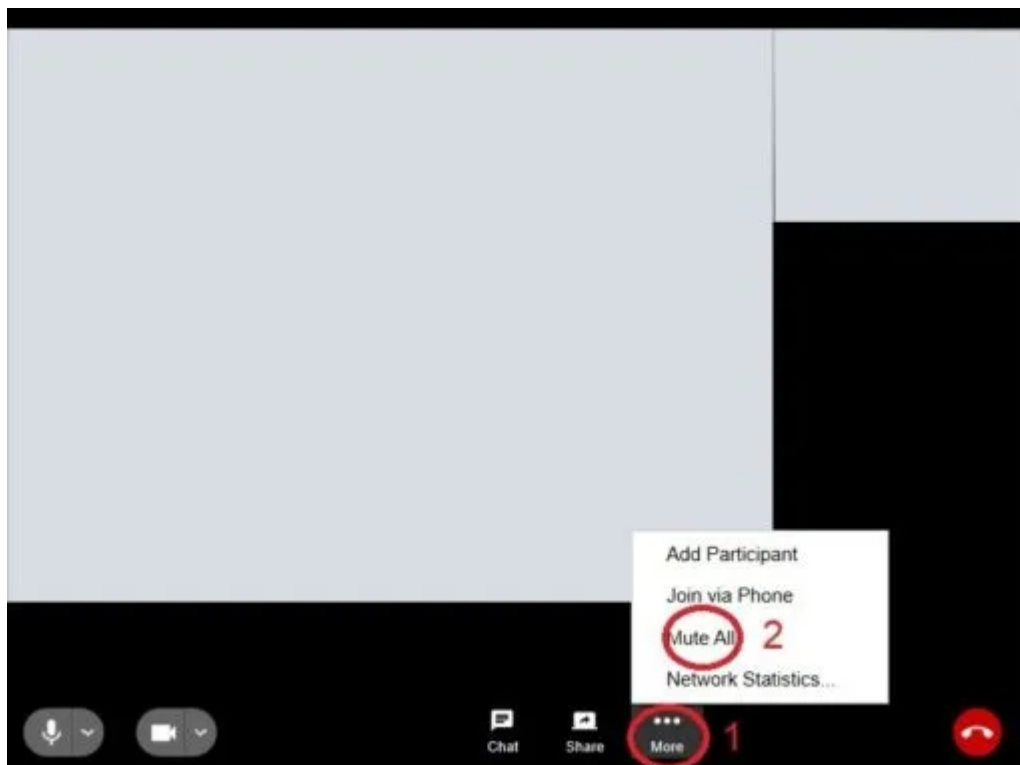 Add Participant
Join via Phone
Mute All 2
Network Statistics...
Chat Share More 1